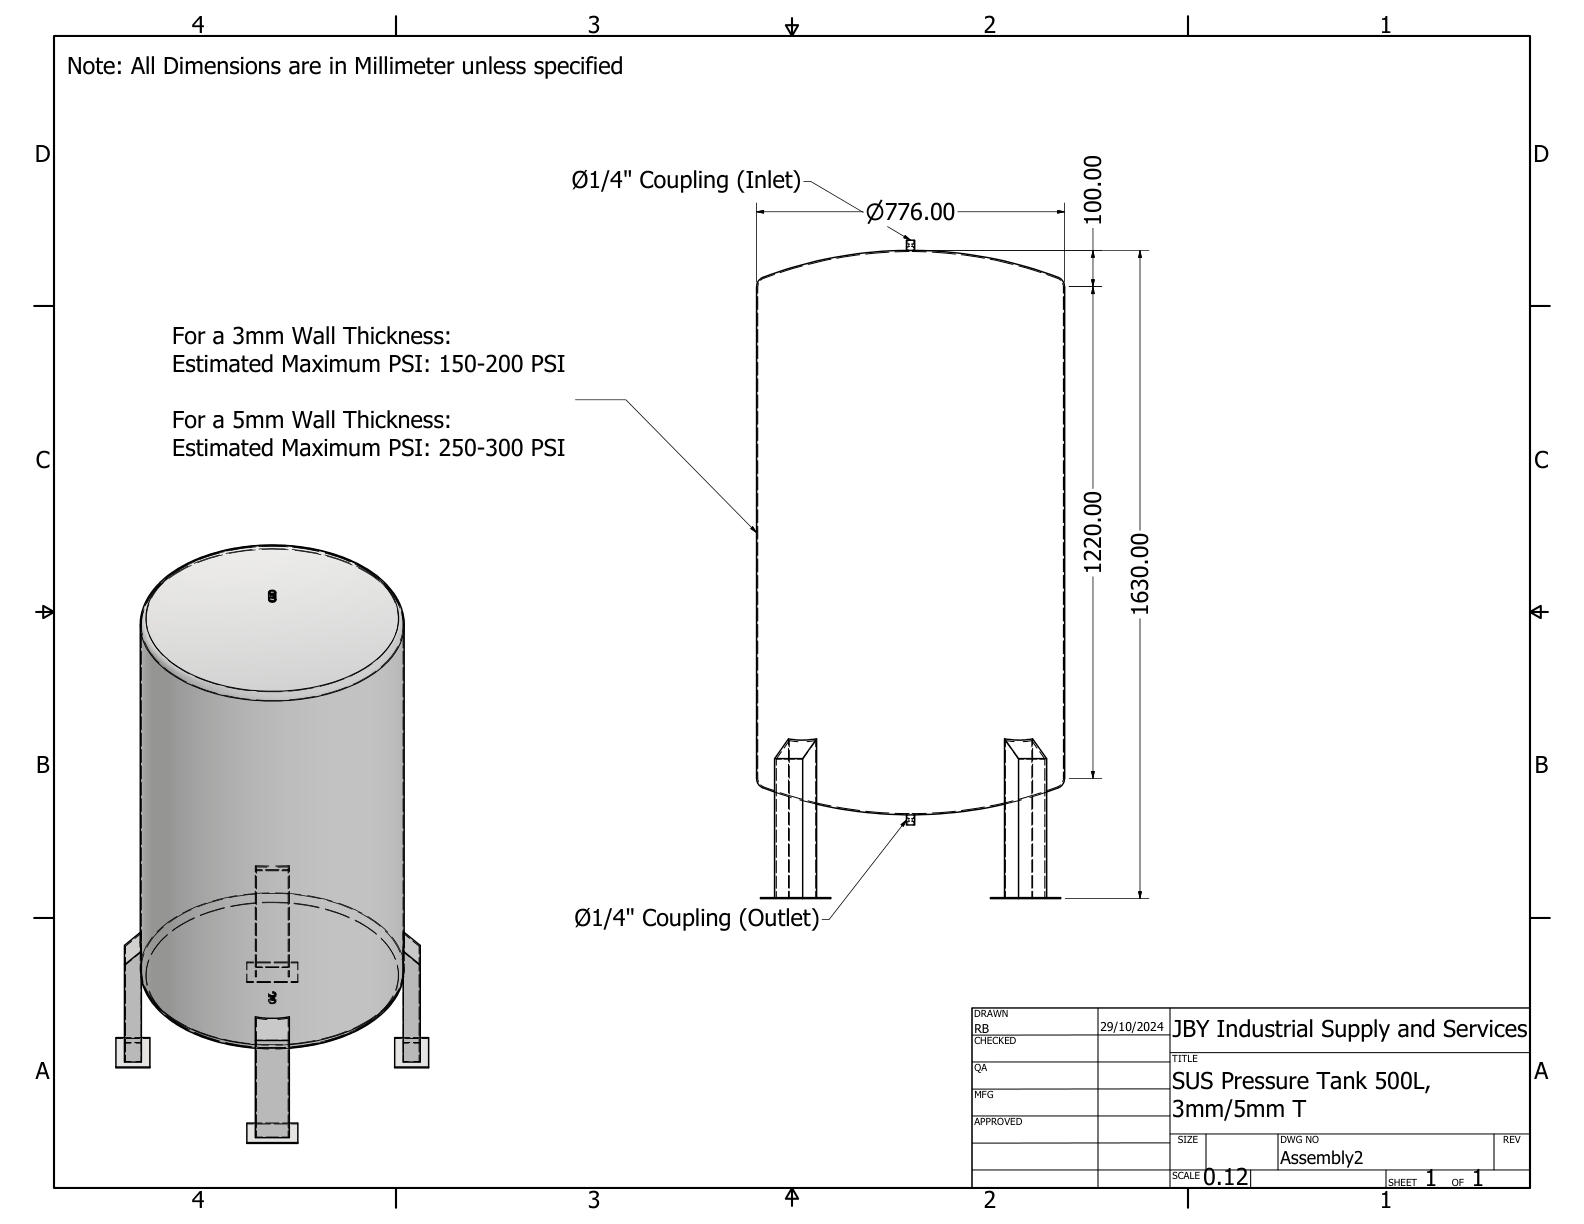 4 3 2 1
Note: All Dimensions are in Millimeter unless specified
D D
Ø1/4" Coupling (Inlet)
Ø776.00
100.00
For a 3mm Wall Thickness:
Estimated Maximum PSI: 150-200 PSI
For a 5mm Wall Thickness:
Estimated Maximum PSI: 250-300 PSI
C C
1220.00
1630.00
B B
Ø1/4" Coupling (Outlet)
A A
DRAWN
RB 29/10/2024
CHECKED
QA
MFG
APPROVED
JBY Industrial Supply and Services
TITLE
SUS Pressure Tank 500L,
3mm/5mm T
SIZE DWG NO REV
Assembly2
SCALE 0.12 SHEET 1 OF 1
4 3 2 1